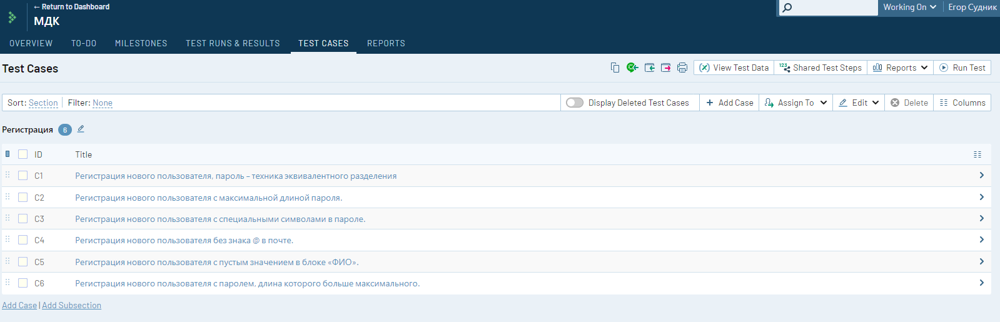 ← Return to Dashboard
МДК
Working On
Егор Судник
OVERVIEW TO-DO MILESTONES TEST RUNS & RESULTS TEST CASES REPORTS
Test Cases
View Test Data 123 Shared Test Steps Reports Run Test
Sort: Section Filter: None Display Deleted Test Cases + Add Case Assign To Edit Delete Columns
Регистрация 6
ID Title
C1 Регистрация нового пользователя, пароль – техника эквивалентного разделения
C2 Регистрация нового пользователя с максимальной длиной пароля.
C3 Регистрация нового пользователя с специальными символами в пароле.
C4 Регистрация нового пользователя без знака @ в почте.
C5 Регистрация нового пользователя с пустым значением в блоке «ФИО».
C6 Регистрация нового пользователя с паролем, длина которого больше максимального.
Add Case | Add Subsection